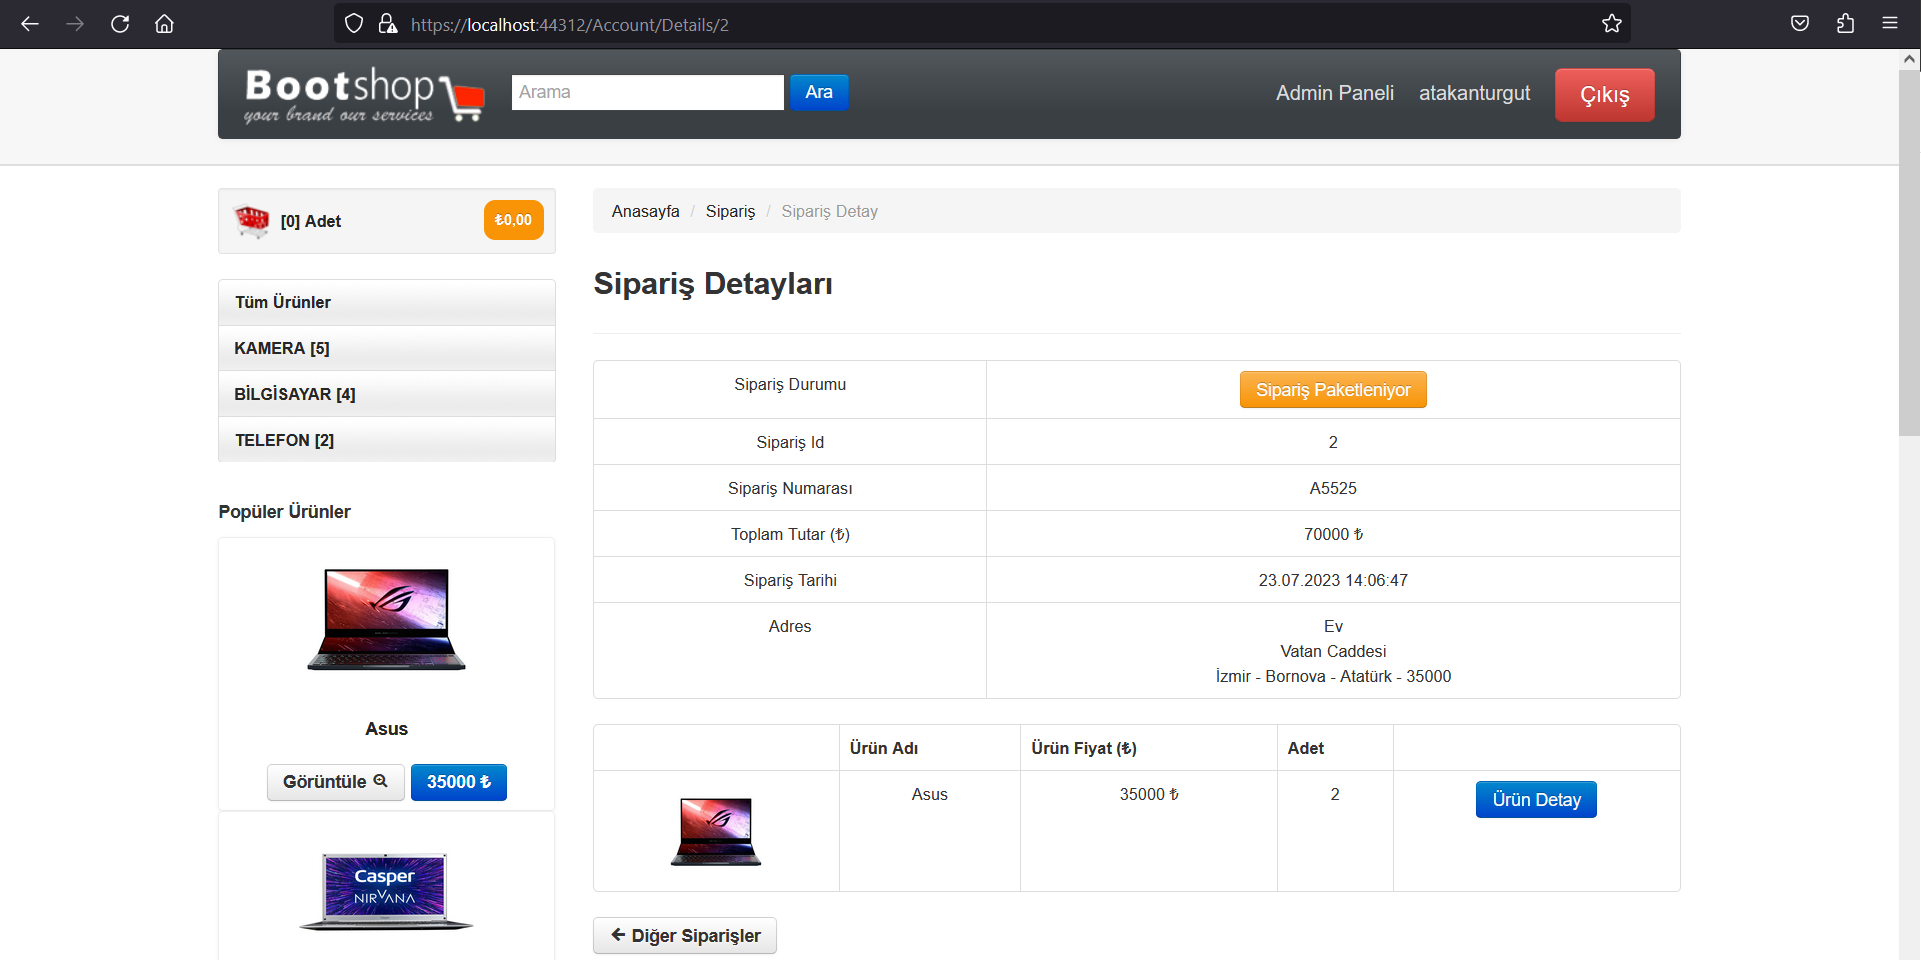 https://localhost:44312/Account/Details/2
Bootshop
your brand our services
Arama
Ara
Admin Paneli
atakanturgut
Çıkış
[0] Adet
₺0,00
Tüm Ürünler
KAMERA [5]
BİLGİSAYAR [4]
TELEFON [2]
Popüler Ürünler
Asus
Görüntüle
35000 ₺
Casper
NIRVANA
Anasayfa / Sipariş / Sipariş Detay
Sipariş Detayları
Sipariş Durumu
Sipariş Paketleniyor
Sipariş Id
2
Sipariş Numarası
A5525
Toplam Tutar (₺)
70000 ₺
Sipariş Tarihi
23.07.2023 14:06:47
Adres
Ev
Vatan Caddesi
İzmir - Bornova - Atatürk - 35000
Ürün Adı
Ürün Fiyat (₺)
Adet
Asus
35000 ₺
2
Ürün Detay
Diğer Siparişler